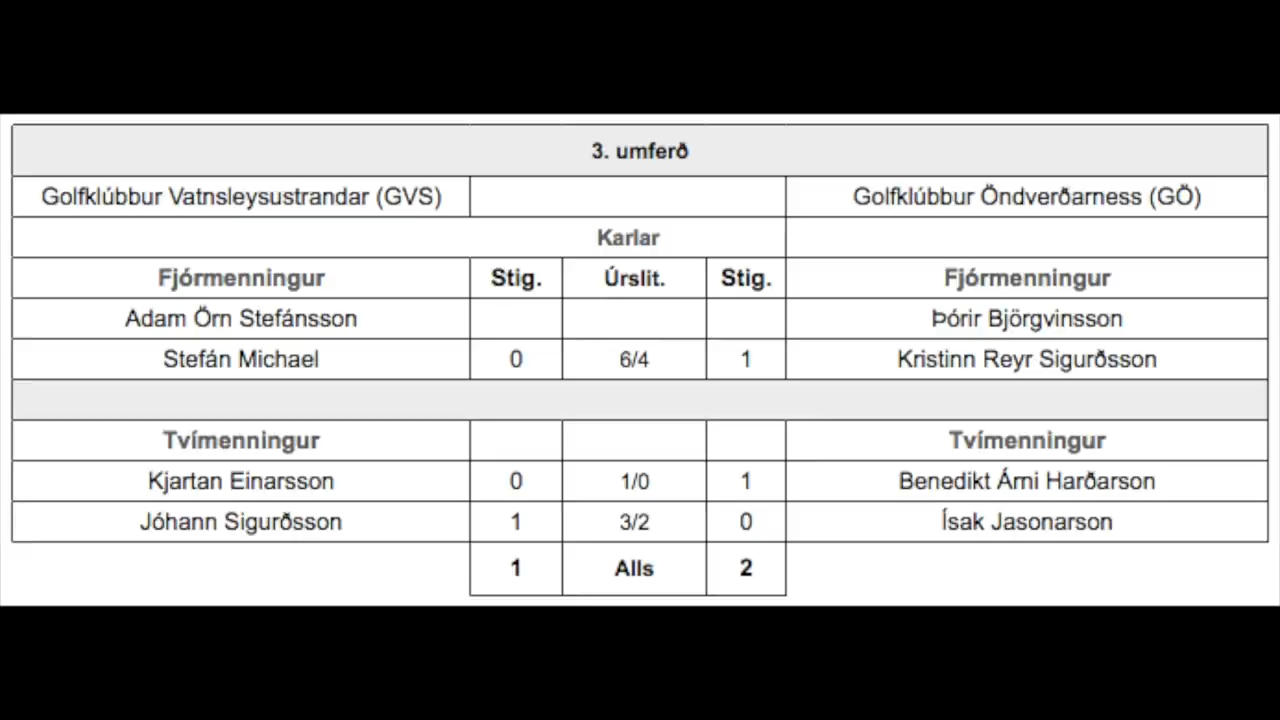 3. umferð
Golfklúbbur Vatnsleysustrandar (GVS) Golfklúbbur Öndverðarness (GÖ)
Karlar
Fjórmenningur Stig. Úrslit. Stig. Fjórmenningur
Adam Örn Stefánsson Þórir Björgvinsson
Stefán Michael 0 6/4 1 Kristinn Reyr Sigurðsson
Tvímenningur Tvímenningur
Kjartan Einarsson 0 1/0 1 Benedikt Árni Harðarson
Jóhann Sigurðsson 1 3/2 0 Ísak Jasonarson
1 Alls 2